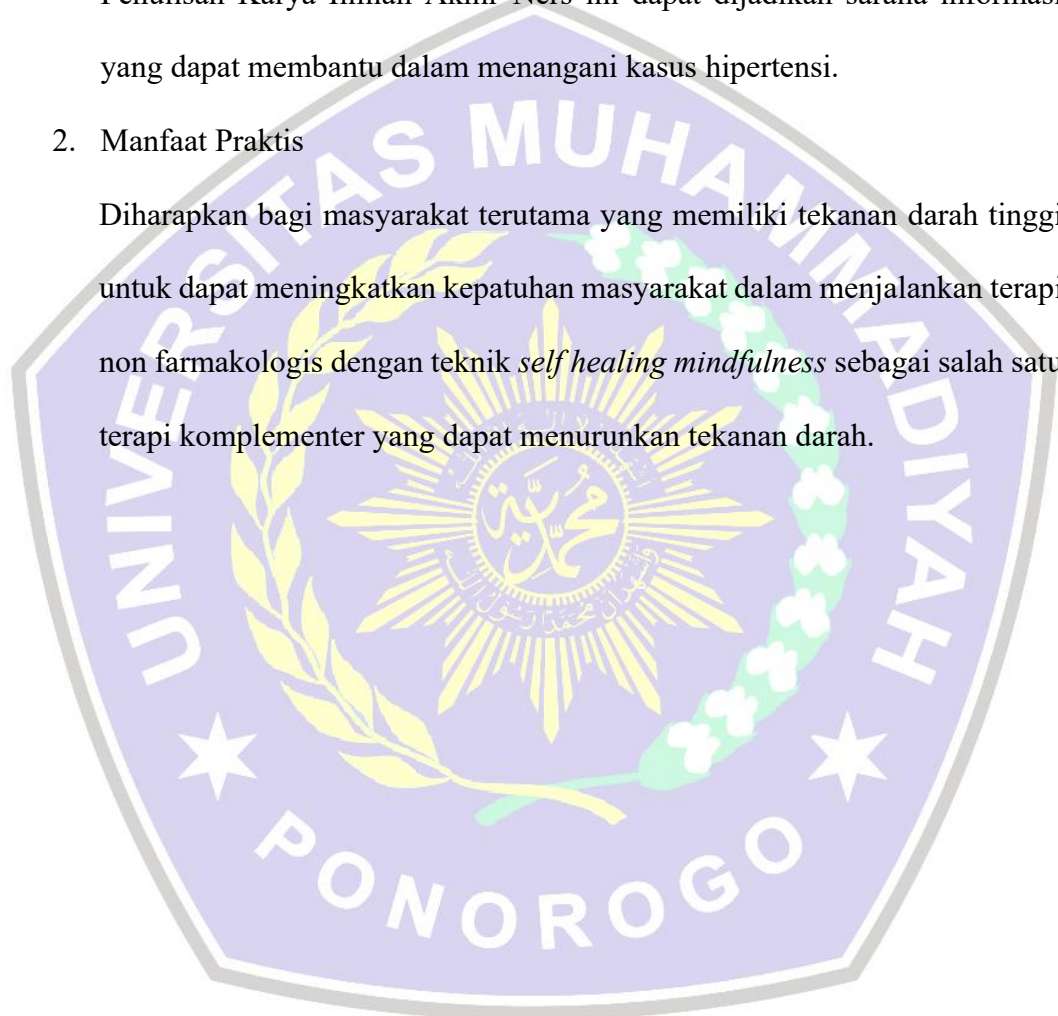 Penulisan Karya Ilmiah Akhir Ners ini dapat dijadikan sarana informasi
yang dapat membantu dalam menangani kasus hipertensi.
2. Manfaat Praktis
Diharapkan bagi masyarakat terutama yang memiliki tekanan darah tinggi
untuk dapat meningkatkan kepatuhan masyarakat dalam menjalankan terapi
non farmakologis dengan teknik self healing mindfulness sebagai salah satu
terapi komplementer yang dapat menurunkan tekanan darah.
UNIVERSITAS MUHAMMADIYAH
PONOROGO
محمدية